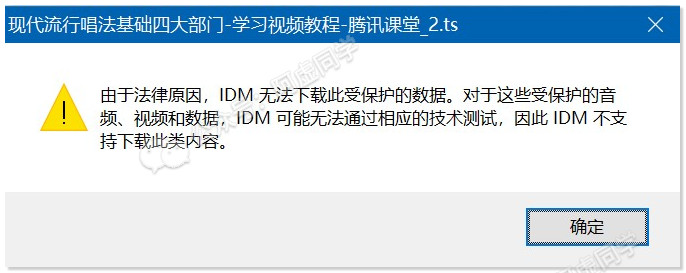 现代流行唱法基础四大部门-学习视频教程-腾讯课堂_2.ts
由于法律原因，IDM 无法下载此受保护的数据。对于这些受保护的音
频、视频和数据，IDM 可能无法通过相应的技术测试，因此 IDM 不支
持下载此类内容。
确定